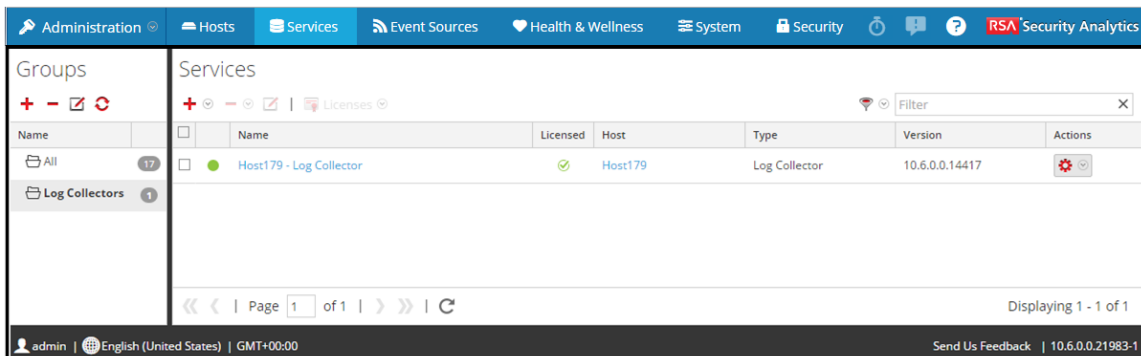 Administration Hosts Services Event Sources Health & Wellness System Security RSA Security Analytics
Groups
Services
Licenses
Filter
Name
Name Licensed Host Type Version Actions
All 17
Host179 - Log Collector Host179 Log Collector 10.6.0.0.14417
Log Collectors 1
Page 1 of 1
Displaying 1 - 1 of 1
admin | English (United States) | GMT+00:00
Send Us Feedback | 10.6.0.0.21983-1